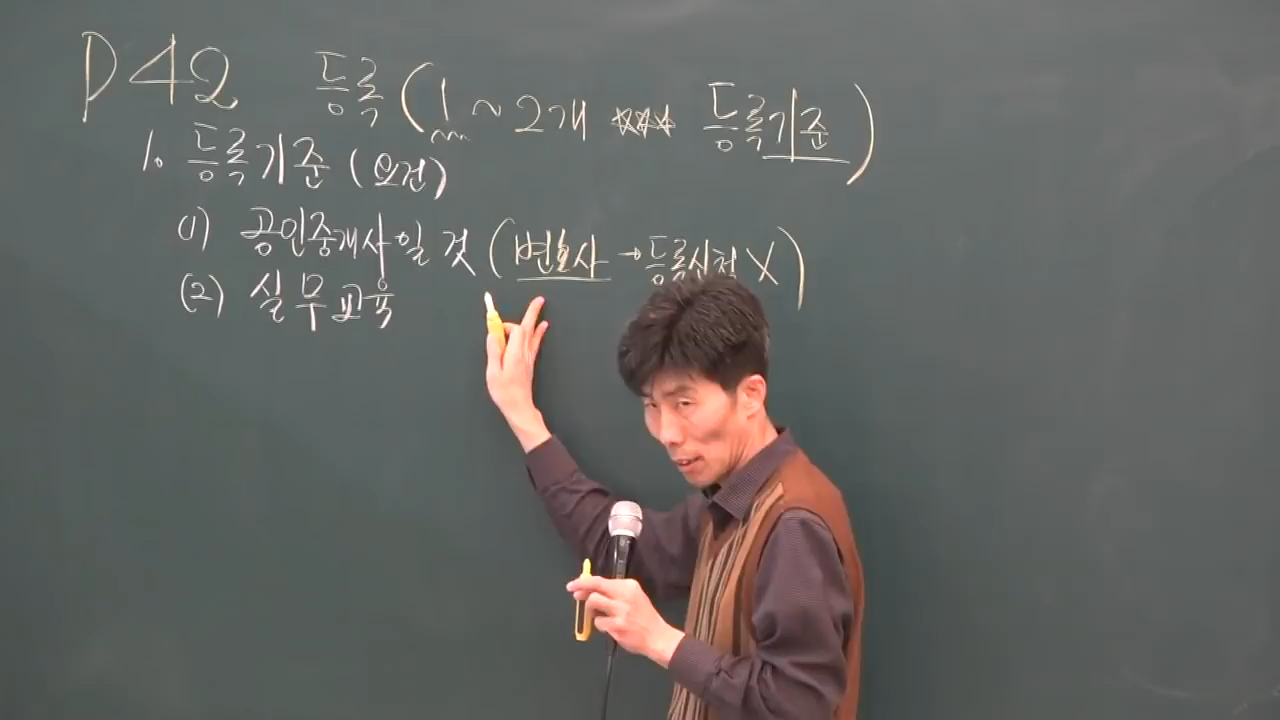 P42 등록 (1 ~ 2개 ☆☆☆ 등록기준)
1. 등록기준 (요건)
(1) 공인중개사일 것 (변호사 → 등록신청 X)
(2) 실무교육